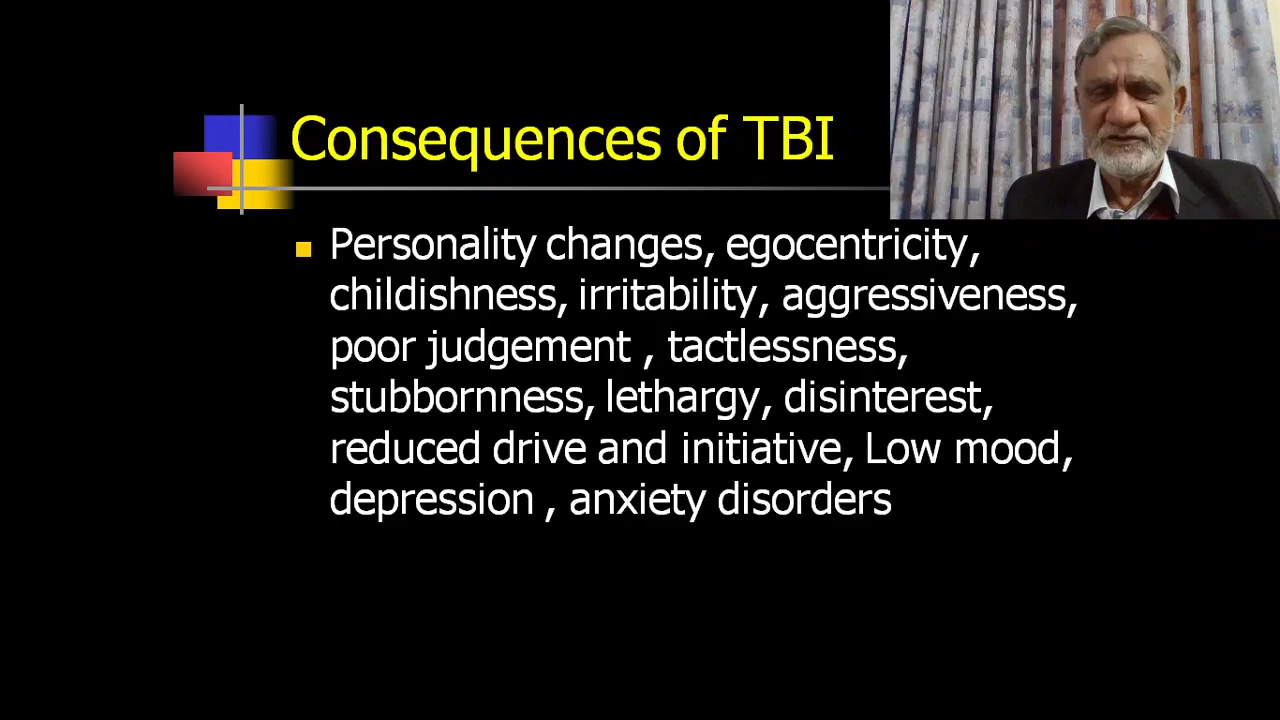 Consequences of TBI
Personality changes, egocentricity,
childishness, irritability, aggressiveness,
poor judgement , tactlessness,
stubbornness, lethargy, disinterest,
reduced drive and initiative, Low mood,
depression , anxiety disorders